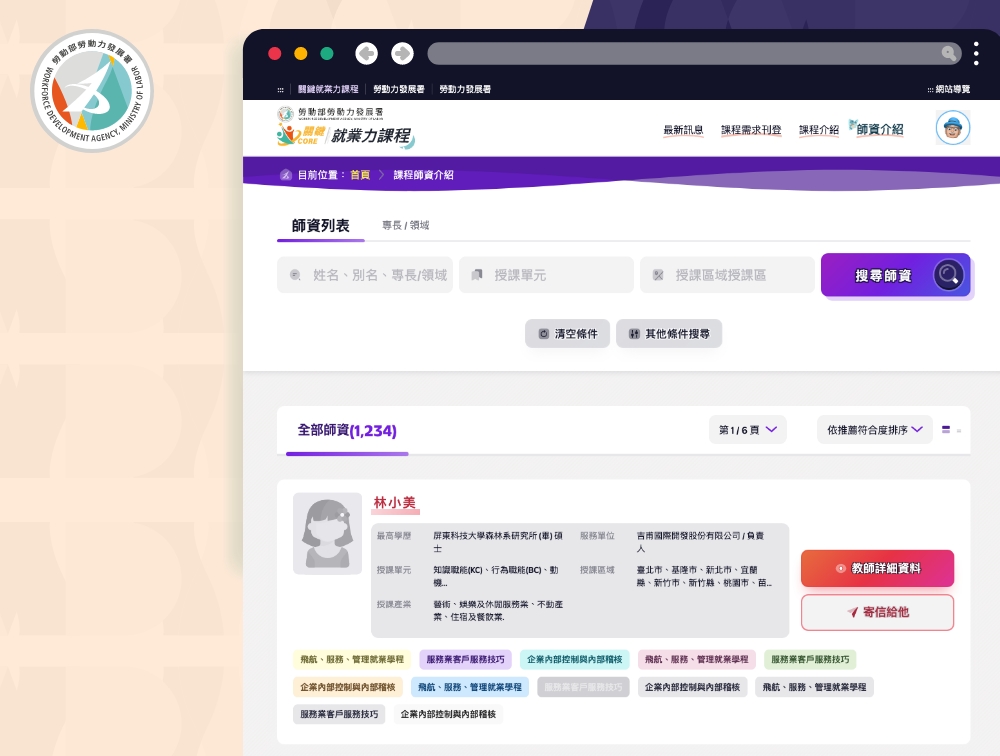 勞動部勞動力發展署
WORKFORCE DEVELOPMENT AGENCY, MINISTRY OF LABOR
::: 關鍵就業力課程 勞動力發展署 勞動力發展署 ::: 網站導覽
勞動部勞動力發展署
關鍵 CORE 就業力課程
最新訊息 課程需求刊登 課程介紹 師資介紹
目前位置： 首頁 課程師資介紹
師資列表 專長 / 領域
姓名、別名、專長/領域 授課單元 授課區域授課區 搜尋師資
清空條件 其他條件搜尋
全部師資(1,234) 第 1 / 6 頁 依推薦符合度排序
林小美
最高學歷 屏東科技大學森林系研究所 (畢) 碩士
服務單位 吉甫國際開發股份有限公司 / 負責人
授課單元 知識職能(KC)、行為職能(BC)、動機...
授課區域 臺北市、基隆市、新北市、宜蘭縣、新竹市、新竹縣、桃園市、苗...
授課產業 藝術、娛樂及休閒服務業、不動產業、住宿及餐飲業.
教師詳細資料
寄信給他
飛航、服務、管理就業學程 服務業客戶服務技巧 企業內部控制與內部稽核 飛航、服務、管理就業學程 服務業客戶服務技巧
企業內部控制與內部稽核 飛航、服務、管理就業學程 服務業客戶服務技巧 企業內部控制與內部稽核 飛航、服務、管理就業學程
服務業客戶服務技巧 企業內部控制與內部稽核